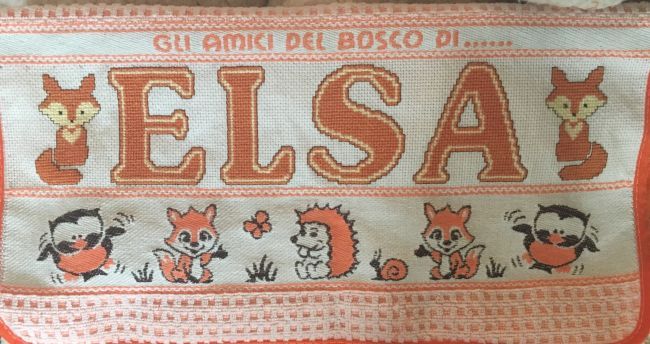 GLI AMICI DEL BOSCO DI......
ELSA